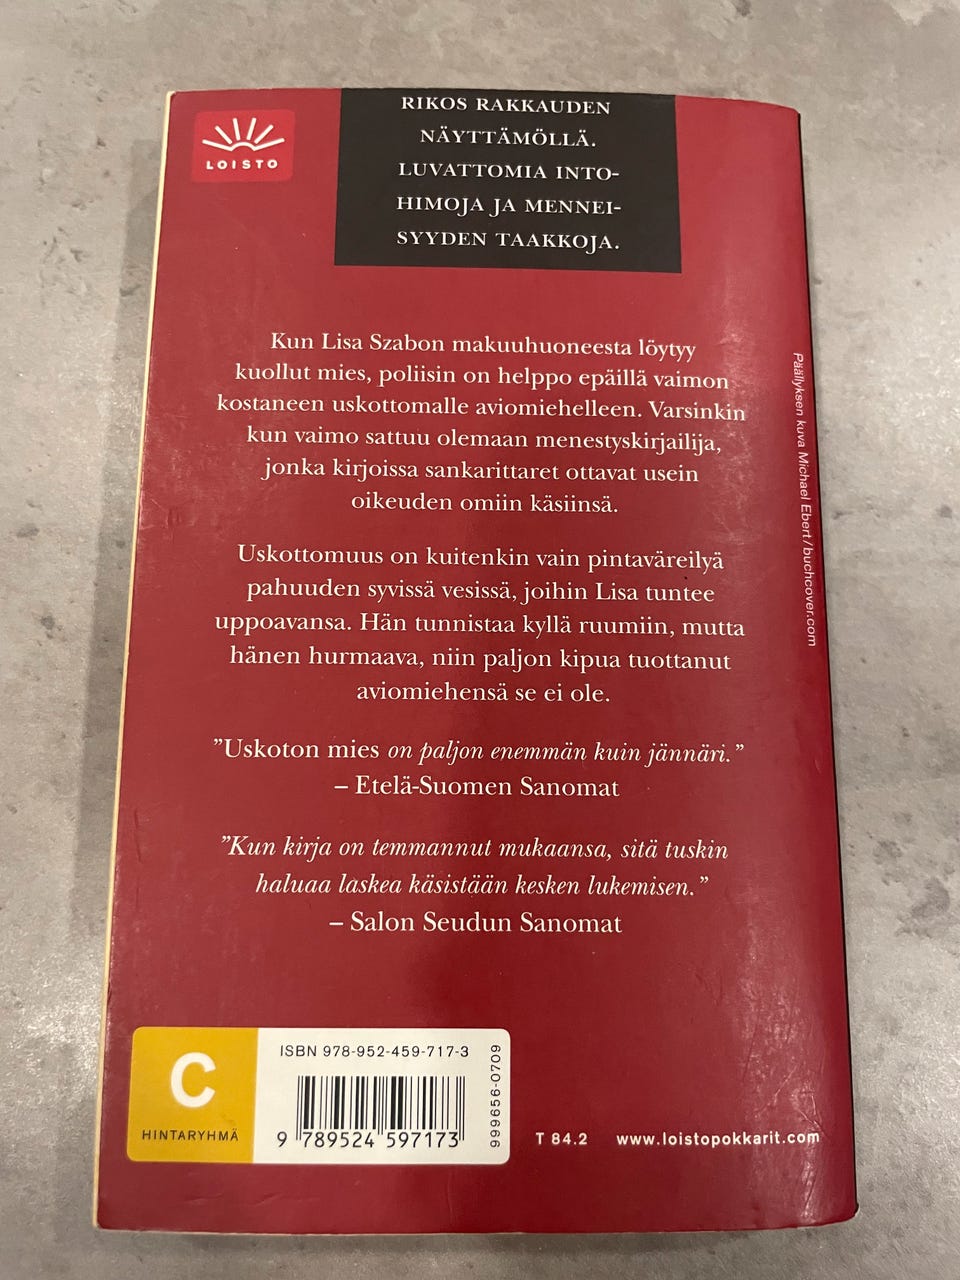 LOISTO
RIKOS RAKKAUDEN
NÄYTTÄMÖLLÄ.
LUVATTOMIA INTO-
HIMOJA JA MENNEI-
SYYDEN TAAKKOJA.
Kun Lisa Szabon makuuhuoneesta löytyy
kuollut mies, poliisin on helppo epäillä vaimon
kostaneen uskottomalle aviomiehelleen. Varsinkin
kun vaimo sattuu olemaan menestyskirjailija,
jonka kirjoissa sankarittaret ottavat usein
oikeuden omiin käsiinsä.
Uskottomuus on kuitenkin vain pintaväreilyä
pahuuden syvissä vesissä, joihin Lisa tuntee
uppoavansa. Hän tunnistaa kyllä ruumiin, mutta
hänen hurmaava, niin paljon kipua tuottanut
aviomiehensä se ei ole.
”Uskoton mies on paljon enemmän kuin jännäri.”
– Etelä-Suomen Sanomat
”Kun kirja on temmannut mukaansa, sitä tuskin
haluaa laskea käsistään kesken lukemisen.”
– Salon Seudun Sanomat
Päällyksen kuva Michael Ebert/buchcover.com
C
HINTARYHMÄ
ISBN 978-952-459-717-3
9 789524 597173
999656-0709
T 84.2 www.loistopokkarit.com